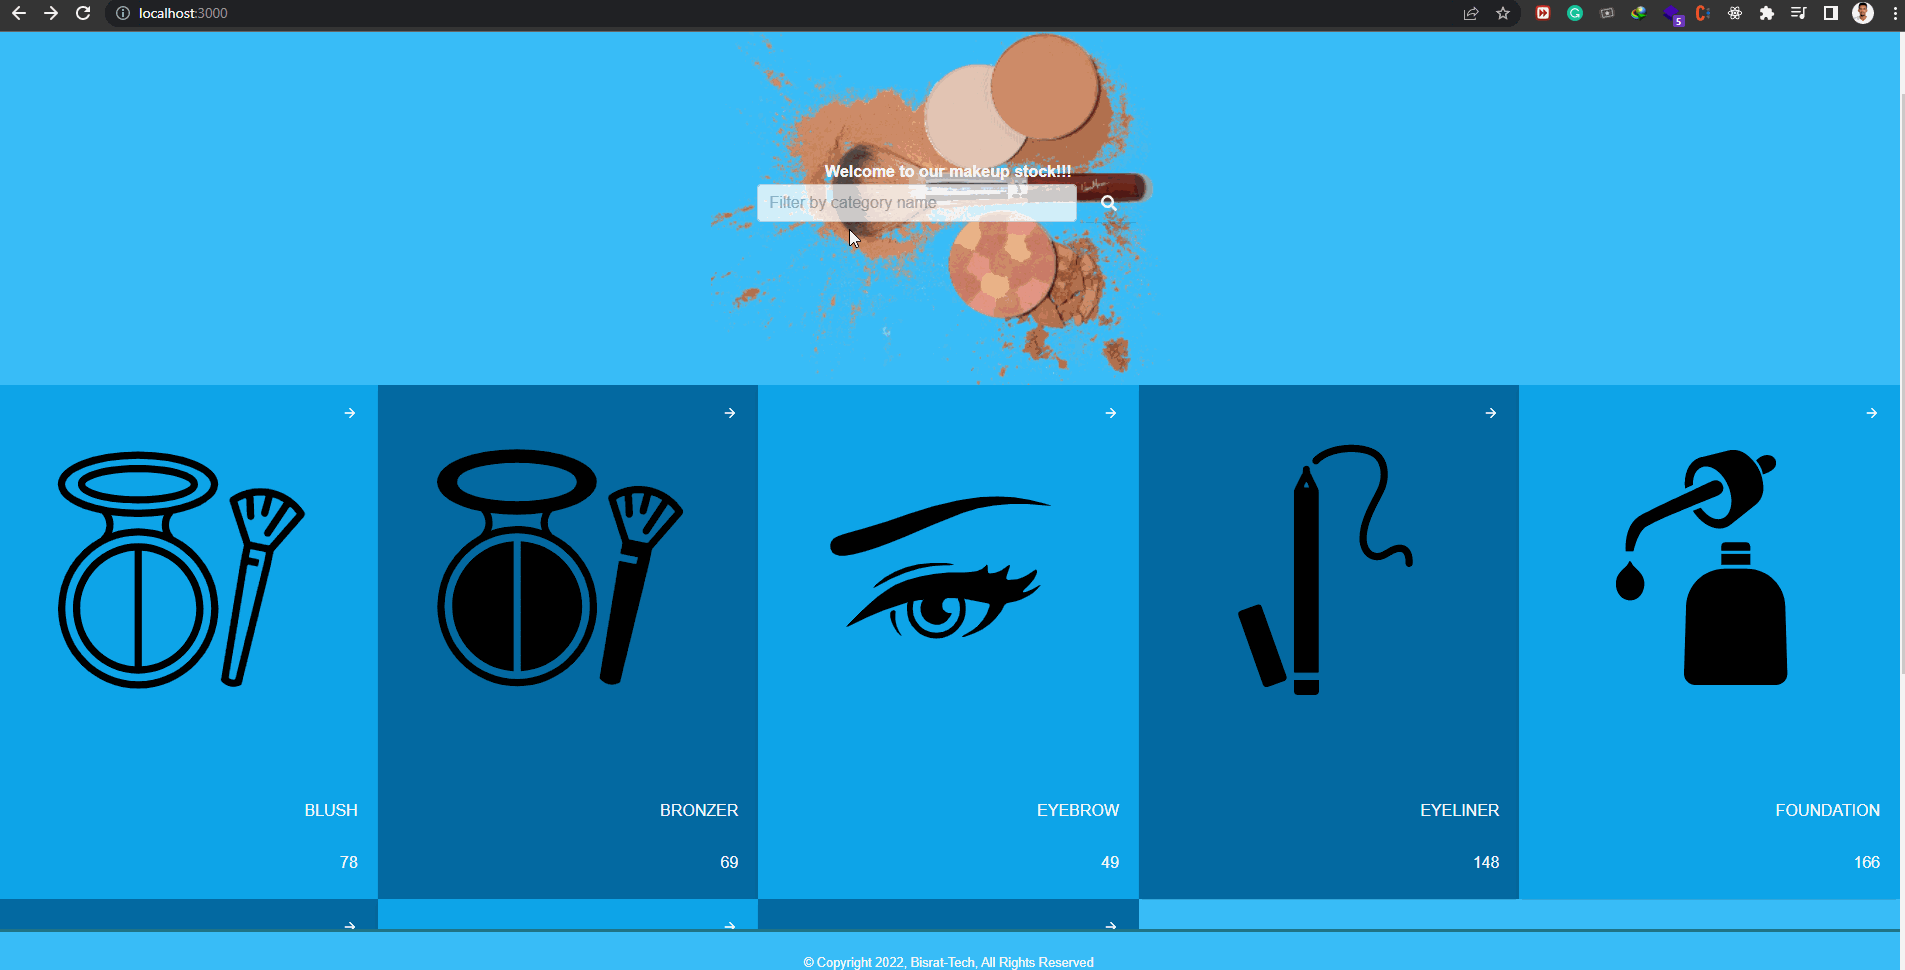 localhost:3000
5
Welcome to our makeup stock!!!
Filter by category name
BLUSH
78
BRONZER
69
EYEBROW
49
EYELINER
148
FOUNDATION
166
© Copyright 2022, Bisrat-Tech, All Rights Reserved